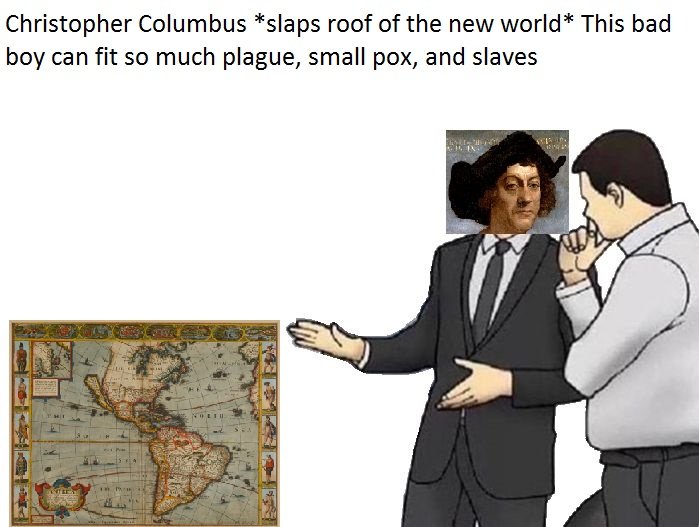 Christopher Columbus *slaps roof of the new world* This bad
boy can fit so much plague, small pox, and slaves